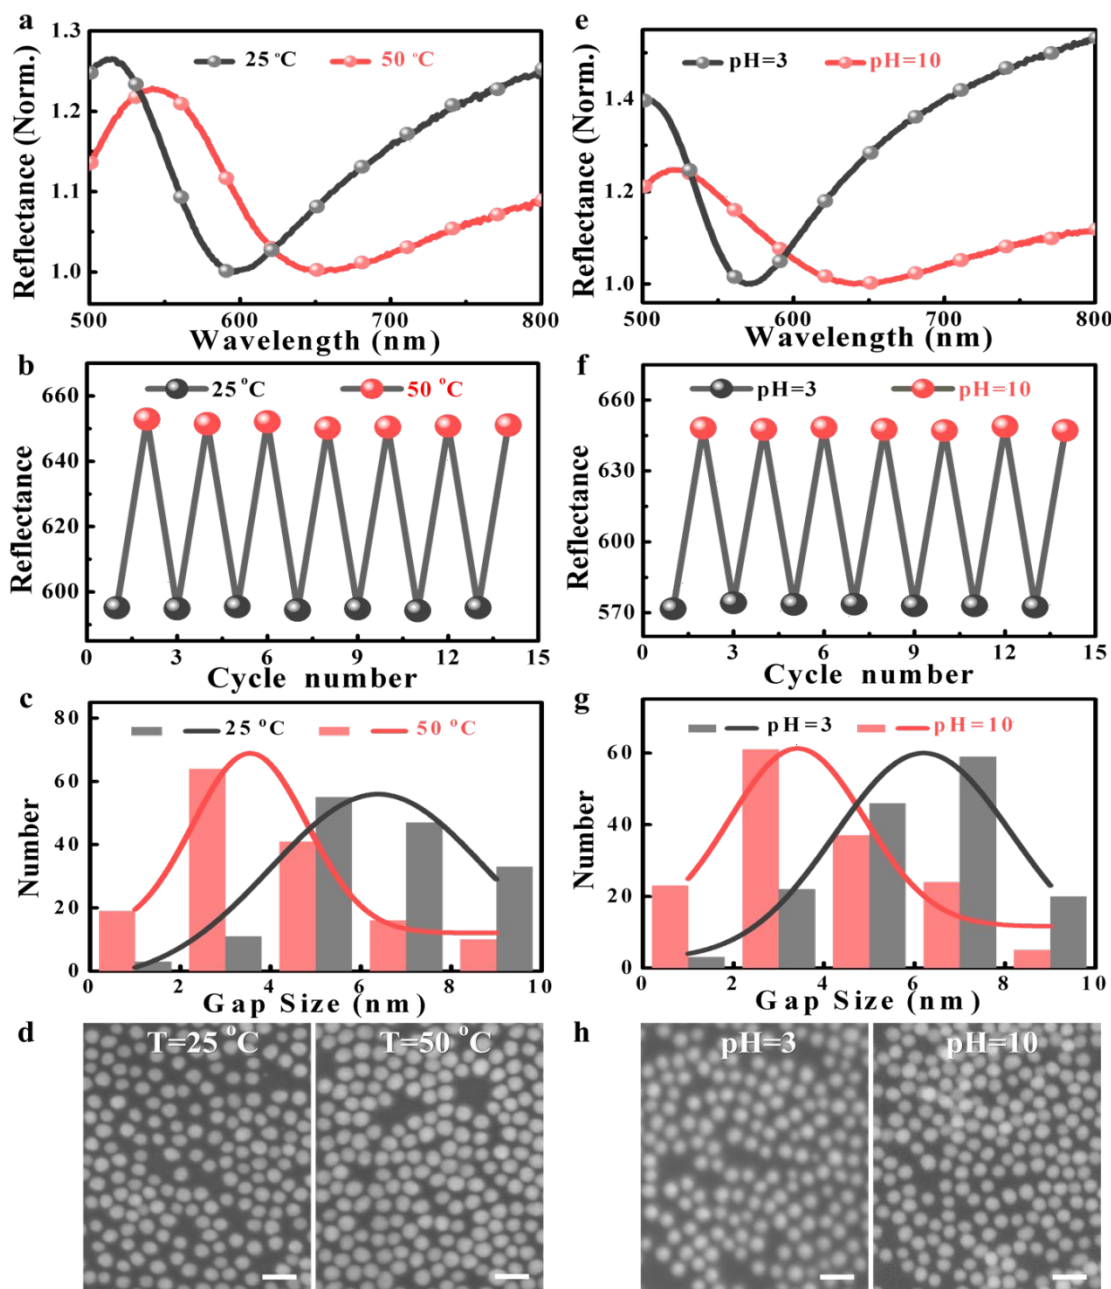 a
Reflectance (Norm.)
1.3
1.2
1.1
1.0
25 °C
50 °C
500
600
700
800
Wavelength (nm)
e
Reflectance (Norm.)
1.4
1.2
1.0
pH=3
pH=10
500
600
700
800
Wavelength (nm)
b
Reflectance
660
640
620
600
25 °C
50 °C
0
3
6
9
12
15
Cycle number
f
Reflectance
660
630
600
570
pH=3
pH=10
0
3
6
9
12
15
Cycle number
c
Number
80
60
40
20
0
25 °C
50 °C
0
2
4
6
8
10
Gap Size (nm)
g
Number
60
40
20
0
pH=3
pH=10
0
2
4
6
8
10
Gap Size (nm)
d
T=25 °C
T=50 °C
h
pH=3
pH=10